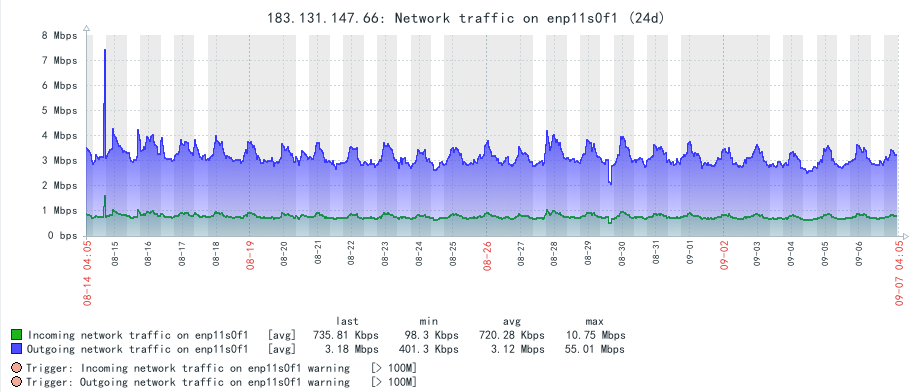 183.131.147.66: Network traffic on enp11s0f1 (24d)
8 Mbps
7 Mbps
6 Mbps
5 Mbps
4 Mbps
3 Mbps
2 Mbps
1 Mbps
0 bps
08-14 04:05 08-15 08-16 08-17 08-18 08-19 08-20 08-21 08-22 08-23 08-24 08-25 08-26 08-27 08-28 08-29 08-30 08-31 09-01 09-02 09-03 09-04 09-05 09-06 09-07 04:05
last min avg max
Incoming network traffic on enp11s0f1 [avg] 735.81 Kbps 98.3 Kbps 720.28 Kbps 10.75 Mbps
Outgoing network traffic on enp11s0f1 [avg] 3.18 Mbps 401.3 Kbps 3.12 Mbps 55.01 Mbps
Trigger: Incoming network traffic on enp11s0f1 warning [> 100M]
Trigger: Outgoing network traffic on enp11s0f1 warning [> 100M]